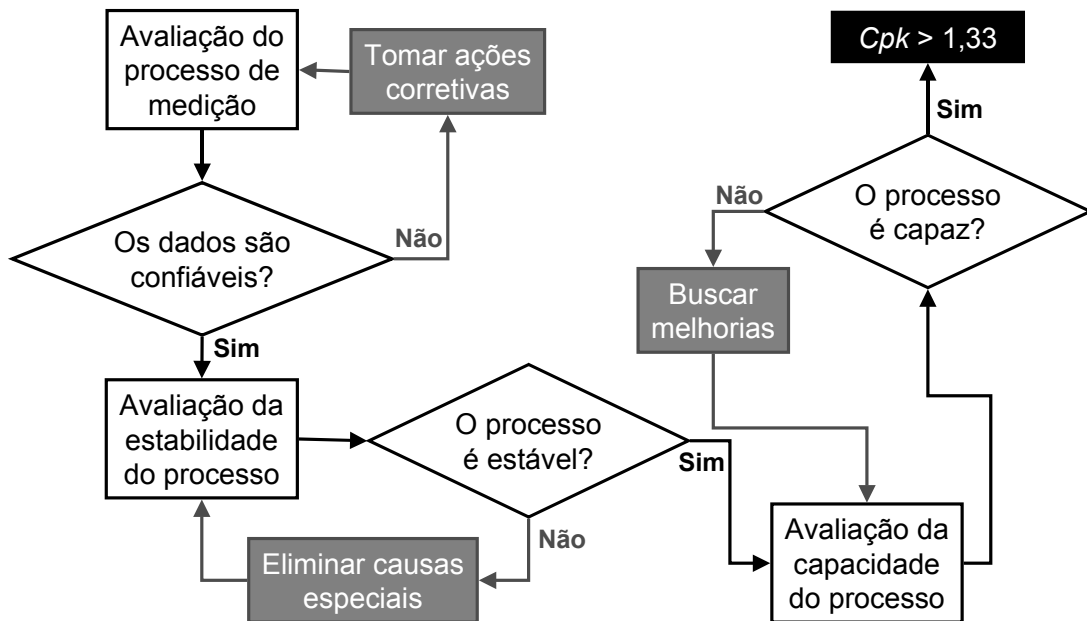 Avaliação do
processo de
medição
Tomar ações
corretivas
Os dados são
confiáveis?
Não
Sim
Avaliação da
estabilidade
do processo
O processo
é estável?
Não
Eliminar causas
especiais
Sim
Avaliação da
capacidade
do processo
O processo
é capaz?
Não
Buscar
melhorias
Sim
Cpk > 1,33